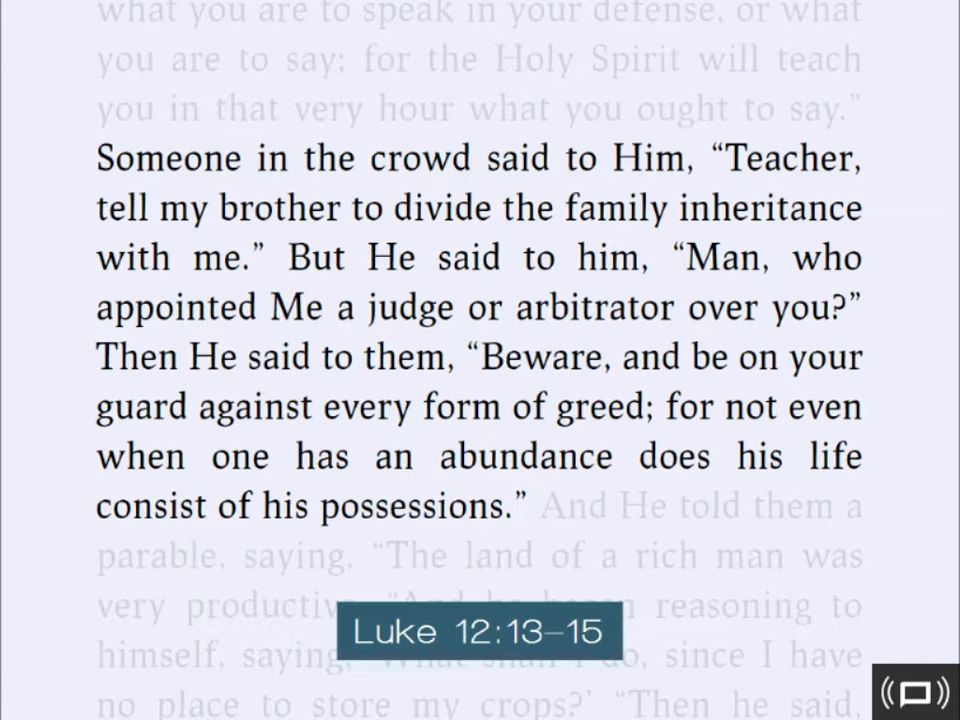 what you are to speak in your defense, or what
you are to say; for the Holy Spirit will teach
you in that very hour what you ought to say.”
Someone in the crowd said to Him, “Teacher,
tell my brother to divide the family inheritance
with me.” But He said to him, “Man, who
appointed Me a judge or arbitrator over you?”
Then He said to them, “Beware, and be on your
guard against every form of greed; for not even
when one has an abundance does his life
consist of his possessions.” And He told them a
parable, saying, “The land of a rich man was
very productive. “And he began reasoning to
Luke 12:13–15
himself, saying, ‘What shall I do, since I have
no place to store my crops?’ “Then he said,